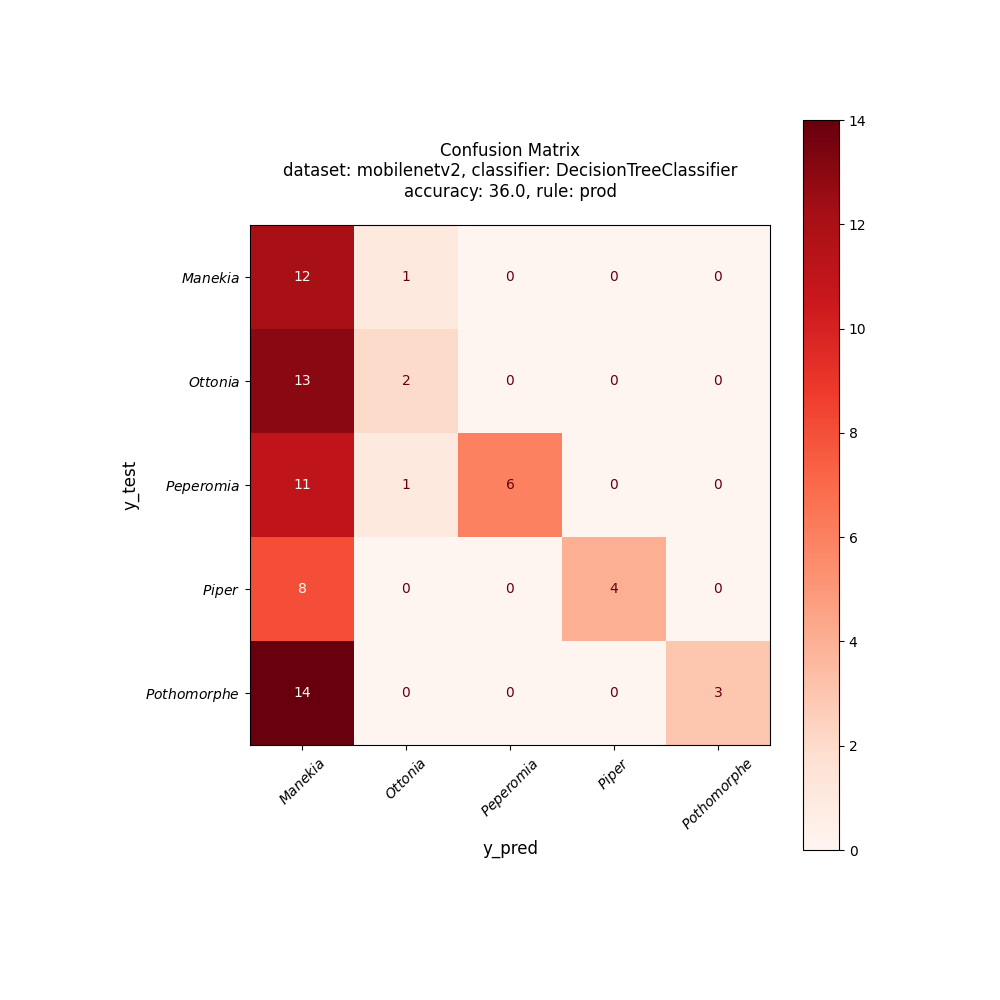 Confusion Matrix
dataset: mobilenetv2, classifier: DecisionTreeClassifier
accuracy: 36.0, rule: prod
y_test
Manekia 12 1 0 0 0
Ottonia 13 2 0 0 0
Peperomia 11 1 6 0 0
Piper 8 0 0 4 0
Pothomorphe 14 0 0 0 3
Manekia Ottonia Peperomia Piper Pothomorphe
y_pred
14
12
10
8
6
4
2
0